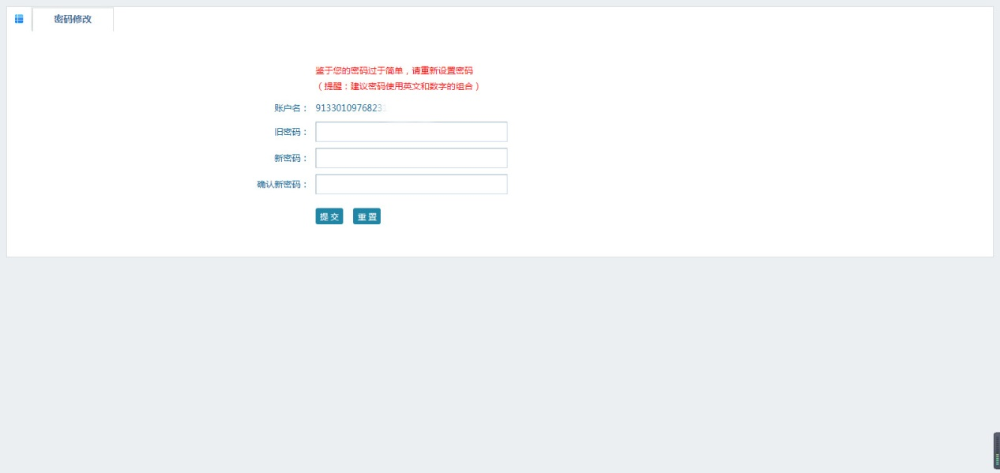 密码修改
鉴于您的密码过于简单，请重新设置密码
（提醒：建议密码使用英文和数字的组合）
账户名： 91330109768231
旧密码：
新密码：
确认新密码：
提 交 重 置